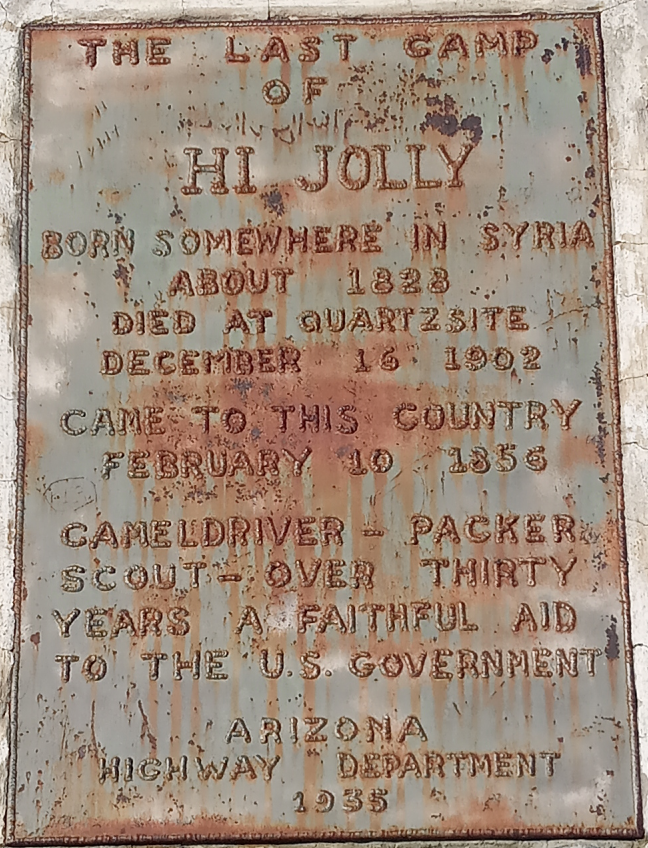 THE LAST CAMP
OF
HI JOLLY
BORN SOMEWHERE IN SYRIA
ABOUT 1828
DIED AT QUARTZSITE
DECEMBER 16 1902
CAME TO THIS COUNTRY
FEBRUARY 10 1856
CAMELDRIVER – PACKER
SCOUT – OVER THIRTY
YEARS A FAITHFUL AID
TO THE U.S. GOVERNMENT
ARIZONA
HIGHWAY DEPARTMENT
1935